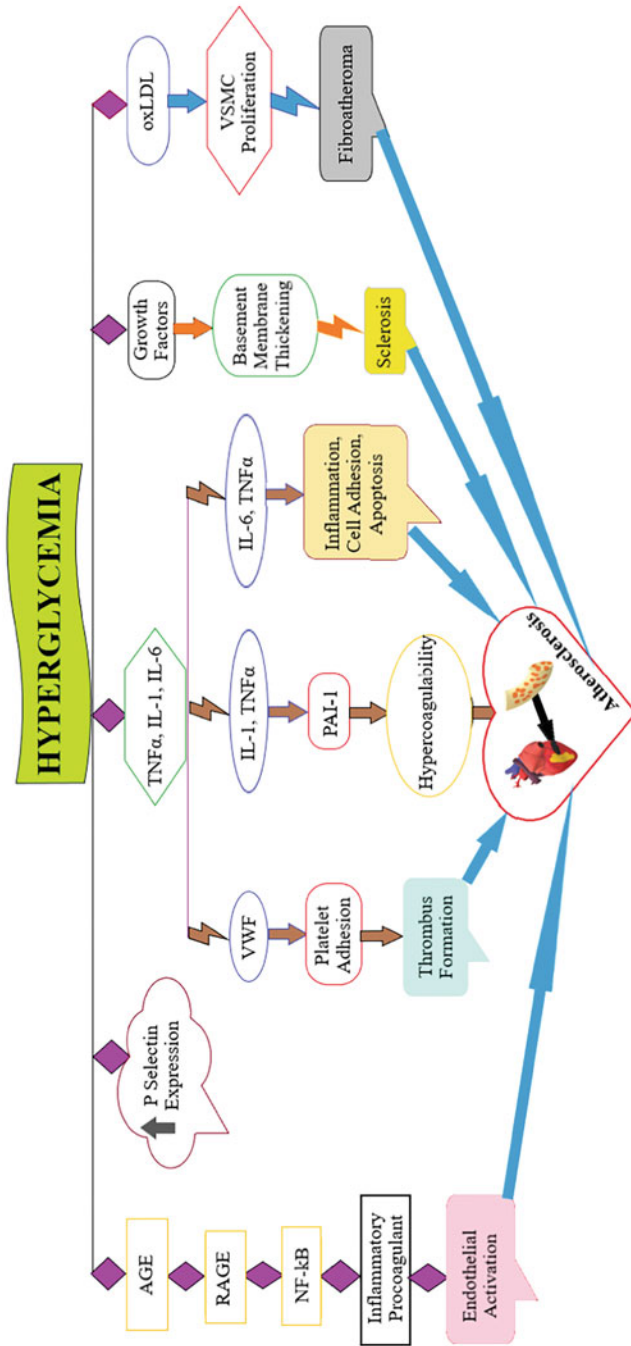 HYPERGLYCEMIA
AGE
RAGE
NF-kB
Inflammatory
Procoagulant
Endothelial
Activation
P Selectin
Expression
TNFα, IL-1, IL-6
VWF
Platelet
Adhesion
Thrombus
Formation
IL-1, TNFα
PAI-1
Hypercoagulability
IL-6, TNFα
Inflammation,
Cell Adhesion,
Apoptosis
Growth
Factors
Basement
Membrane
Thickening
Sclerosis
oxLDL
VSMC
Proliferation
Fibroatheroma
Atherosclerosis